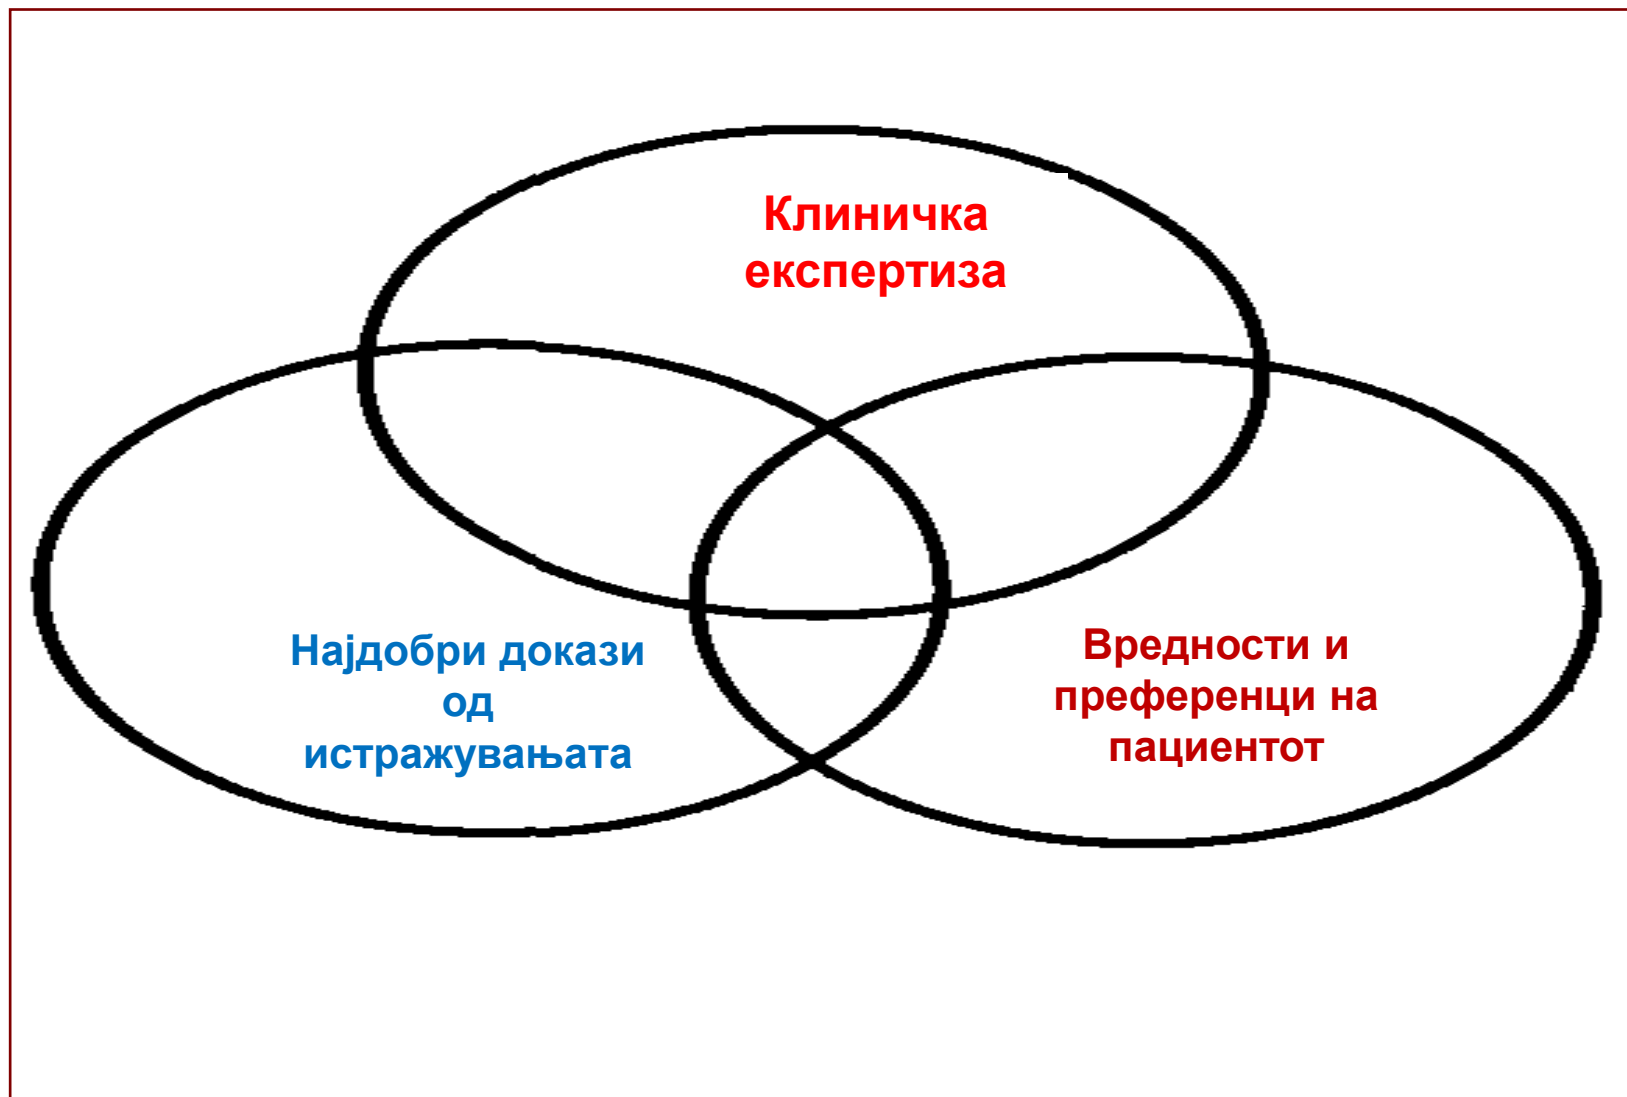 Клиничка
експертиза
Најдобри докази
од
истражувањата
Вредности и
преференци на
пациентот